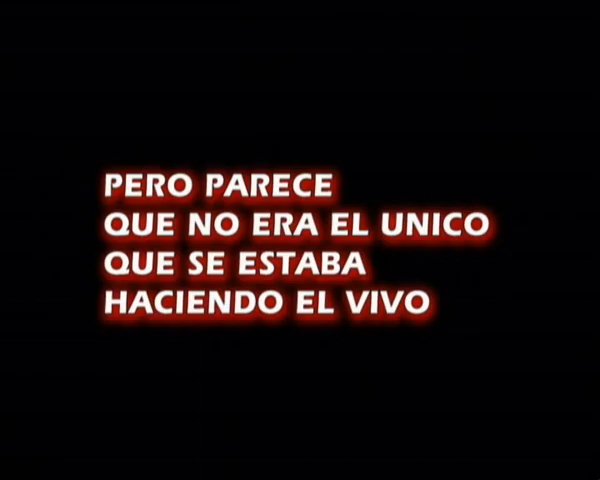 PERO PARECE
QUE NO ERA EL UNICO
QUE SE ESTABA
HACIENDO EL VIVO